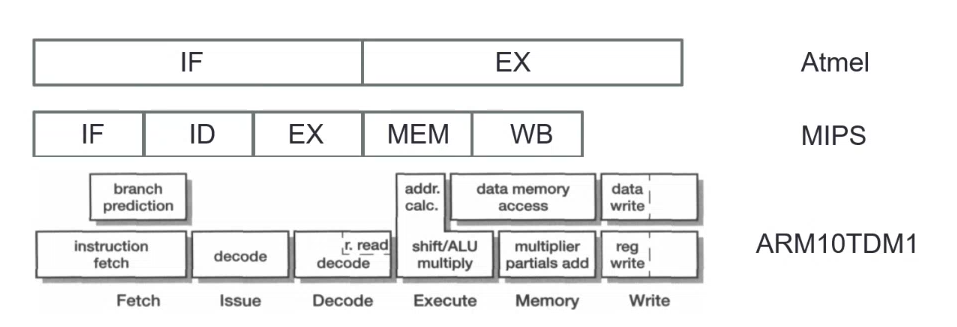 IF EX Atmel
IF ID EX MEM WB MIPS
branch prediction
addr. calc.
data memory access
data write
instruction fetch
decode
r. read
decode
shift/ALU multiply
multiplier partials add
reg write
ARM10TDM1
Fetch Issue Decode Execute Memory Write